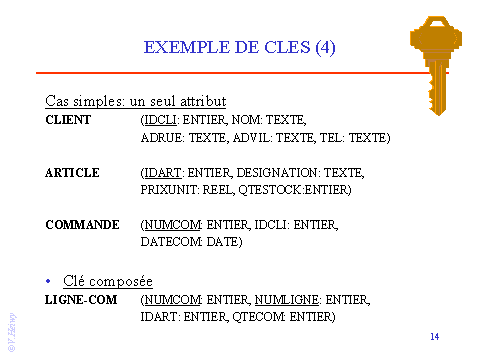 EXEMPLE DE CLES (4)
Cas simples: un seul attribut
CLIENT (IDCLI: ENTIER, NOM: TEXTE,
ADRUE: TEXTE, ADVIL: TEXTE, TEL: TEXTE)
ARTICLE (IDART: ENTIER, DESIGNATION: TEXTE,
PRIXUNIT: REEL, QTESTOCK:ENTIER)
COMMANDE (NUMCOM: ENTIER, IDCLI: ENTIER,
DATECOM: DATE)
• Clé composée
LIGNE-COM (NUMCOM: ENTIER, NUMLIGNE: ENTIER,
IDART: ENTIER, QTECOM: ENTIER)
14